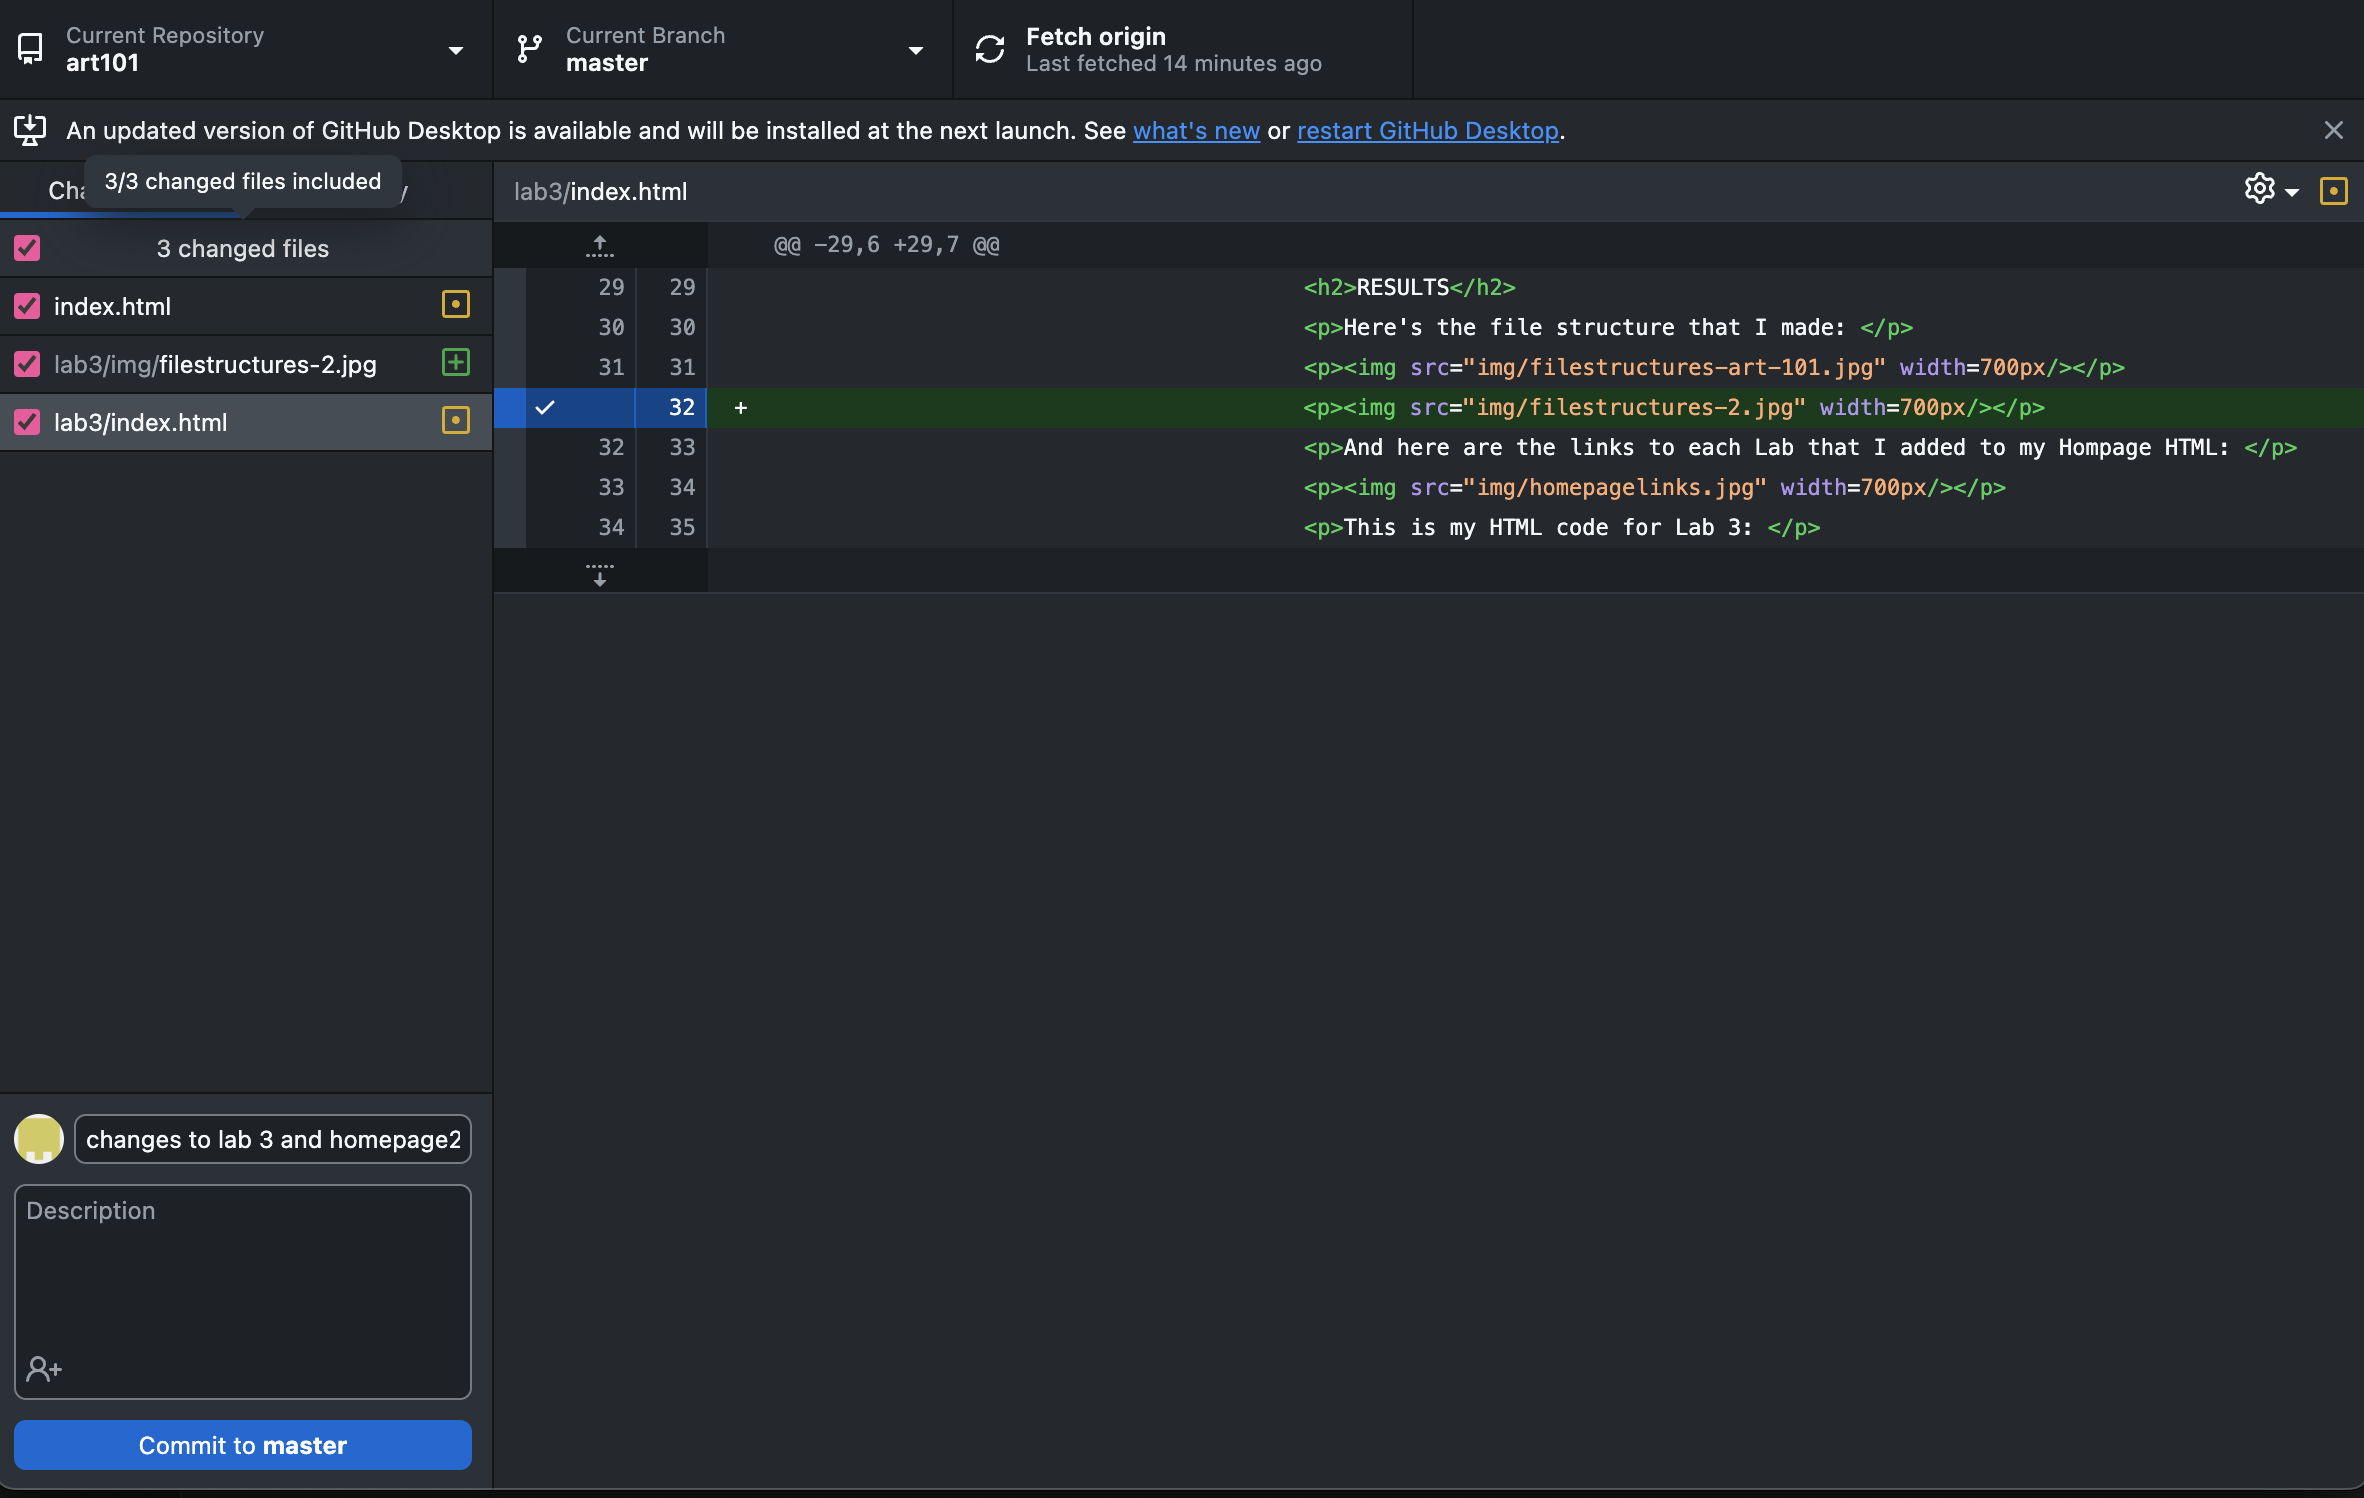 Current Repository
art101
Current Branch
master
Fetch origin
Last fetched 14 minutes ago
An updated version of GitHub Desktop is available and will be installed at the next launch. See what's new or restart GitHub Desktop.
3/3 changed files included
3 changed files
index.html
lab3/img/filestructures-2.jpg
lab3/index.html
lab3/index.html
@@ -29,6 +29,7 @@
29 29 <h2>RESULTS</h2>
30 30 <p>Here's the file structure that I made: </p>
31 31 <p><img src="img/filestructures-art-101.jpg" width=700px/></p>
32 + <p><img src="img/filestructures-2.jpg" width=700px/></p>
32 33 <p>And here are the links to each Lab that I added to my Hompage HTML: </p>
33 34 <p><img src="img/homepagelinks.jpg" width=700px/></p>
34 35 <p>This is my HTML code for Lab 3: </p>
changes to lab 3 and homepage2
Description
Commit to master